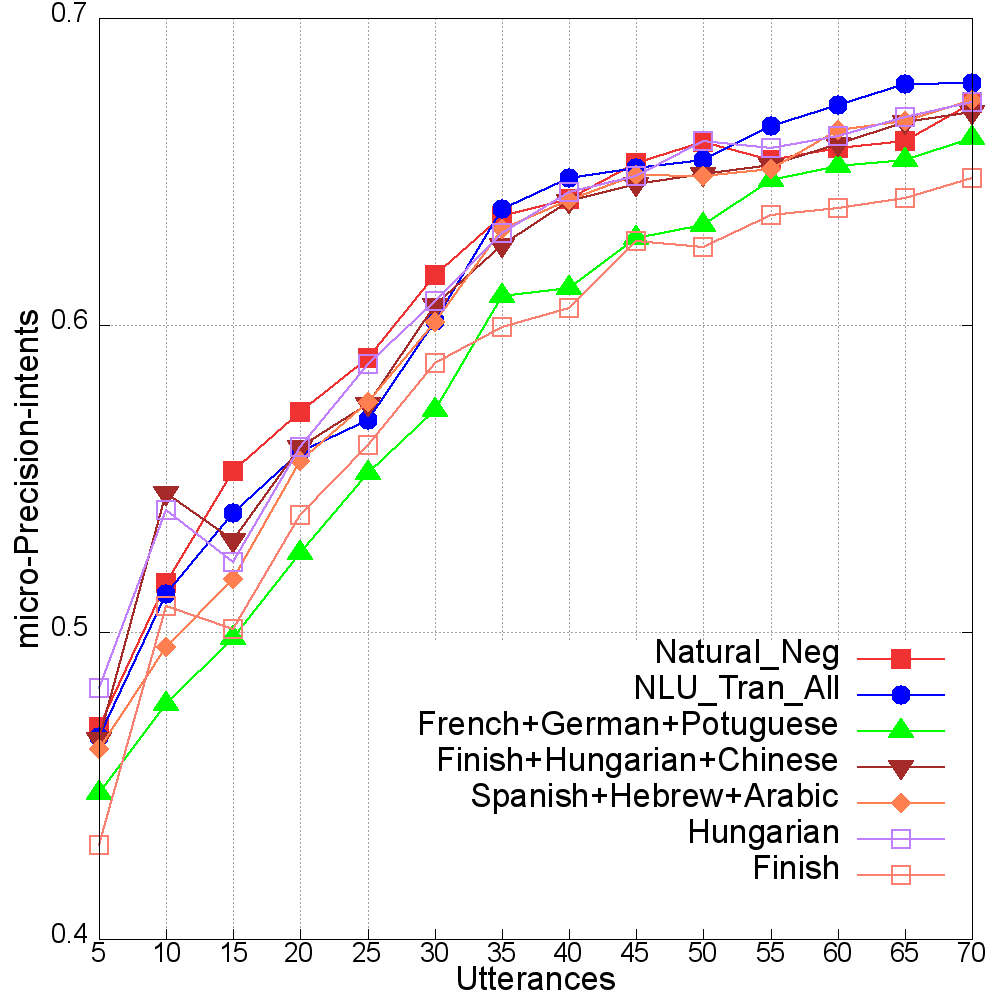 0.7
0.6
0.5
0.4
micro-Precision-intents
Natural_Neg
NLU_Tran_All
French+German+Potuguese
Finish+Hungarian+Chinese
Spanish+Hebrew+Arabic
Hungarian
Finish
5 10 15 20 25 30 35 40 45 50 55 60 65 70
Utterances